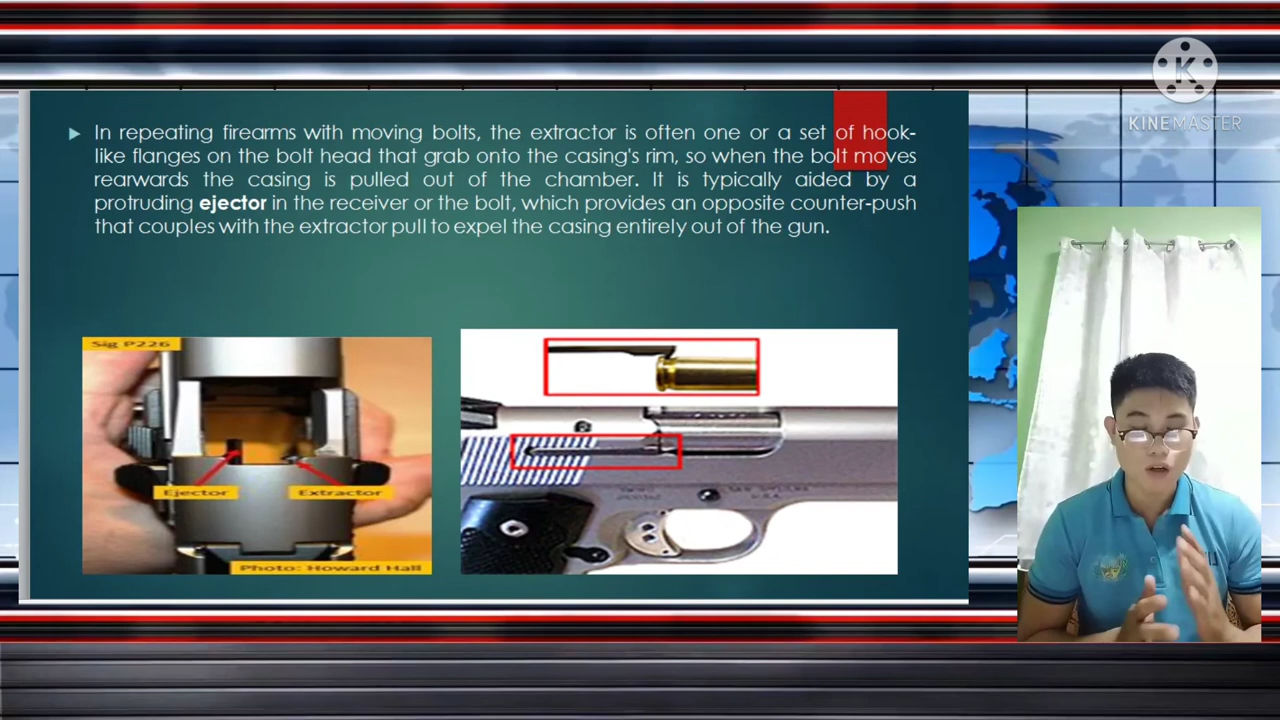 In repeating firearms with moving bolts, the extractor is often one or a set of hook-
like flanges on the bolt head that grab onto the casing's rim, so when the bolt moves
rearwards the casing is pulled out of the chamber. It is typically aided by a
protruding ejector in the receiver or the bolt, which provides an opposite counter-push
that couples with the extractor pull to expel the casing entirely out of the gun.
Sig P226
Ejector
Extractor
Photo: Howard Hall
U.S.A.
K
KINEMASTER